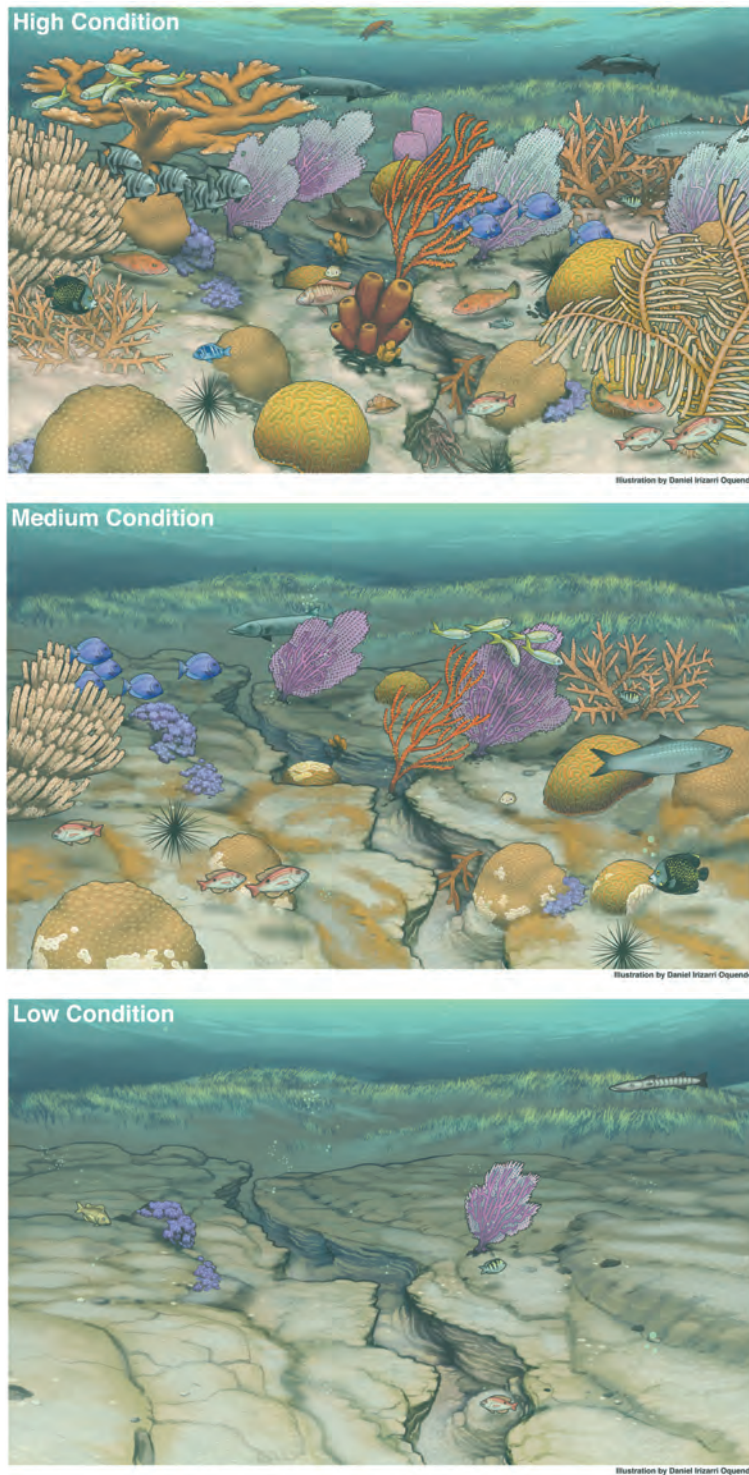 High Condition
Illustration by Daniel Irizarri Oquend
Medium Condition
Illustration by Daniel Irizarri Oquend
Low Condition
Illustration by Daniel Irizarri Oquend